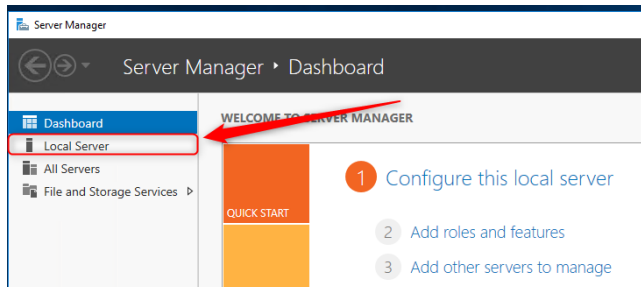 Server Manager
Server Manager • Dashboard
Dashboard
Local Server
All Servers
File and Storage Services
WELCOME TO SERVER MANAGER
1 Configure this local server
QUICK START
2 Add roles and features
3 Add other servers to manage